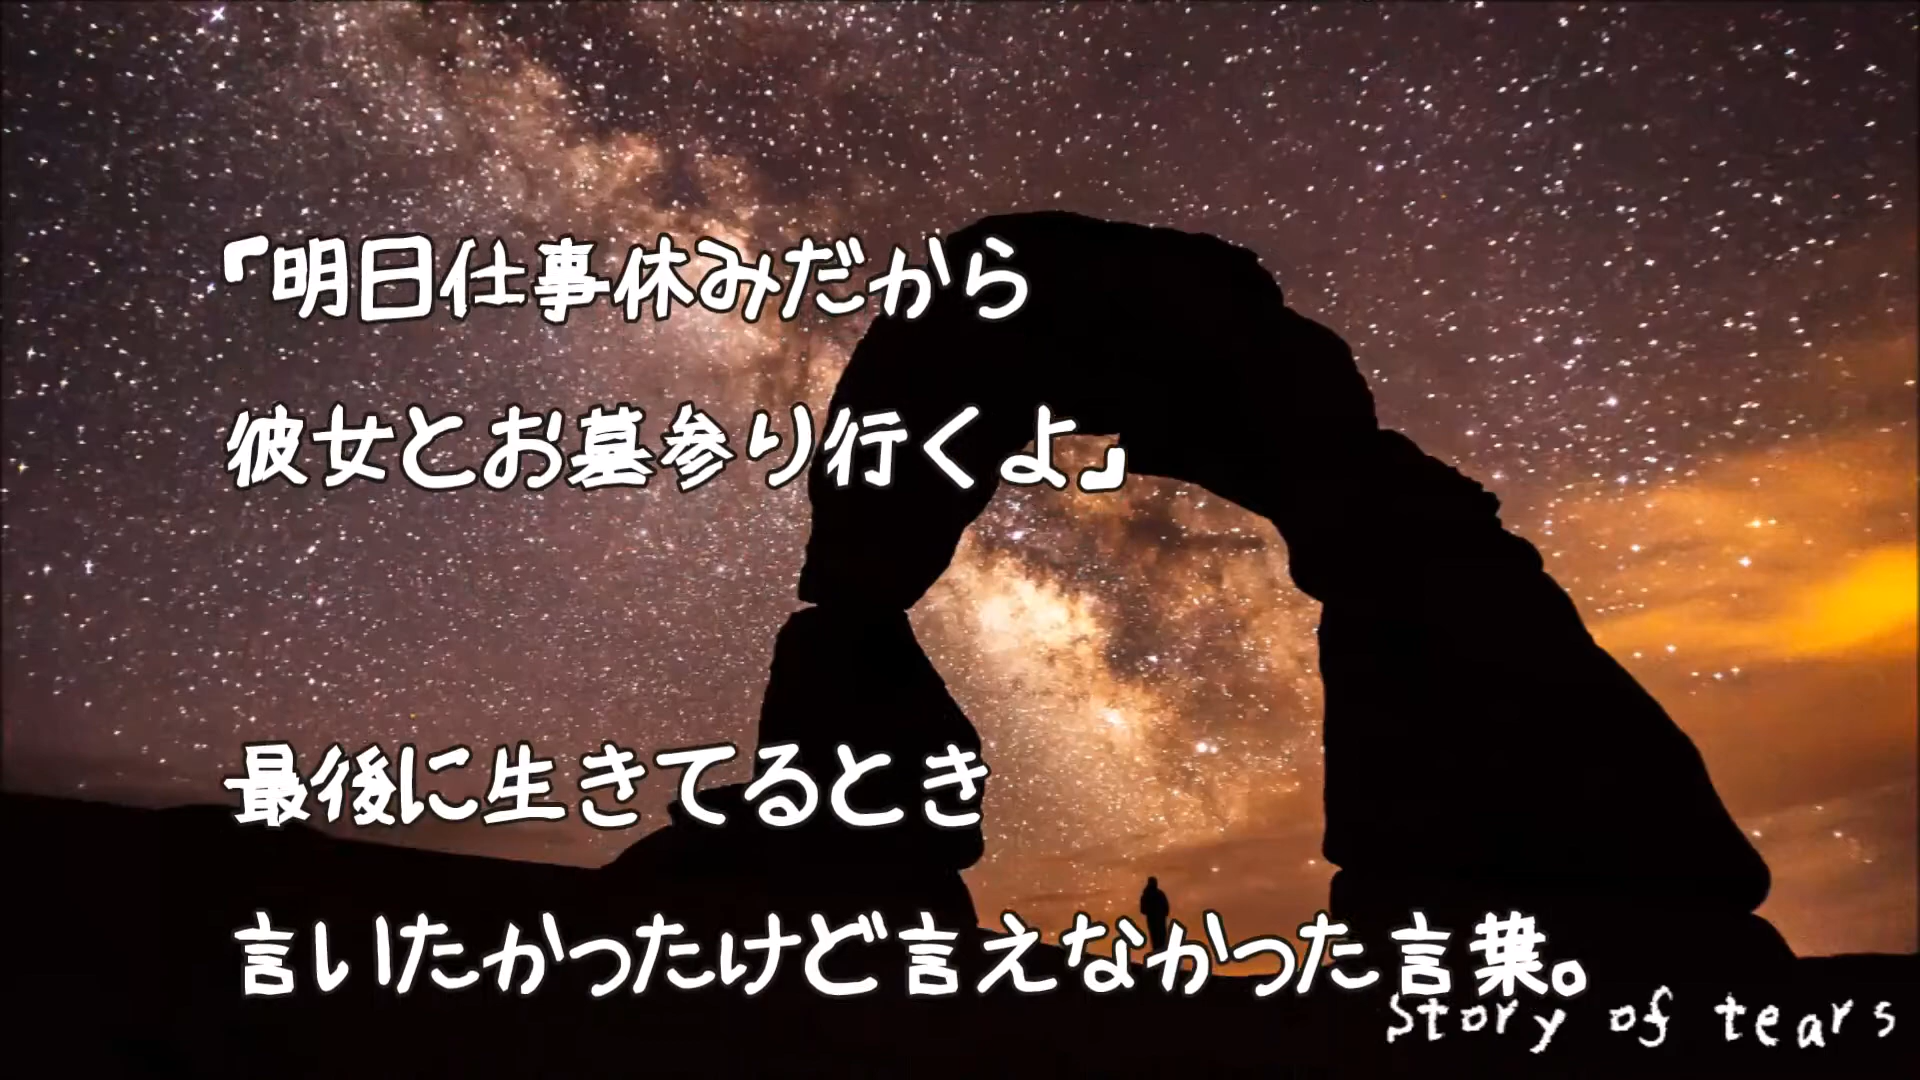 「明日仕事休みだから
彼女とお墓参り行くよ」
最後に生きてるとき
言いたかったけど言えなかった言葉。
Story of tears